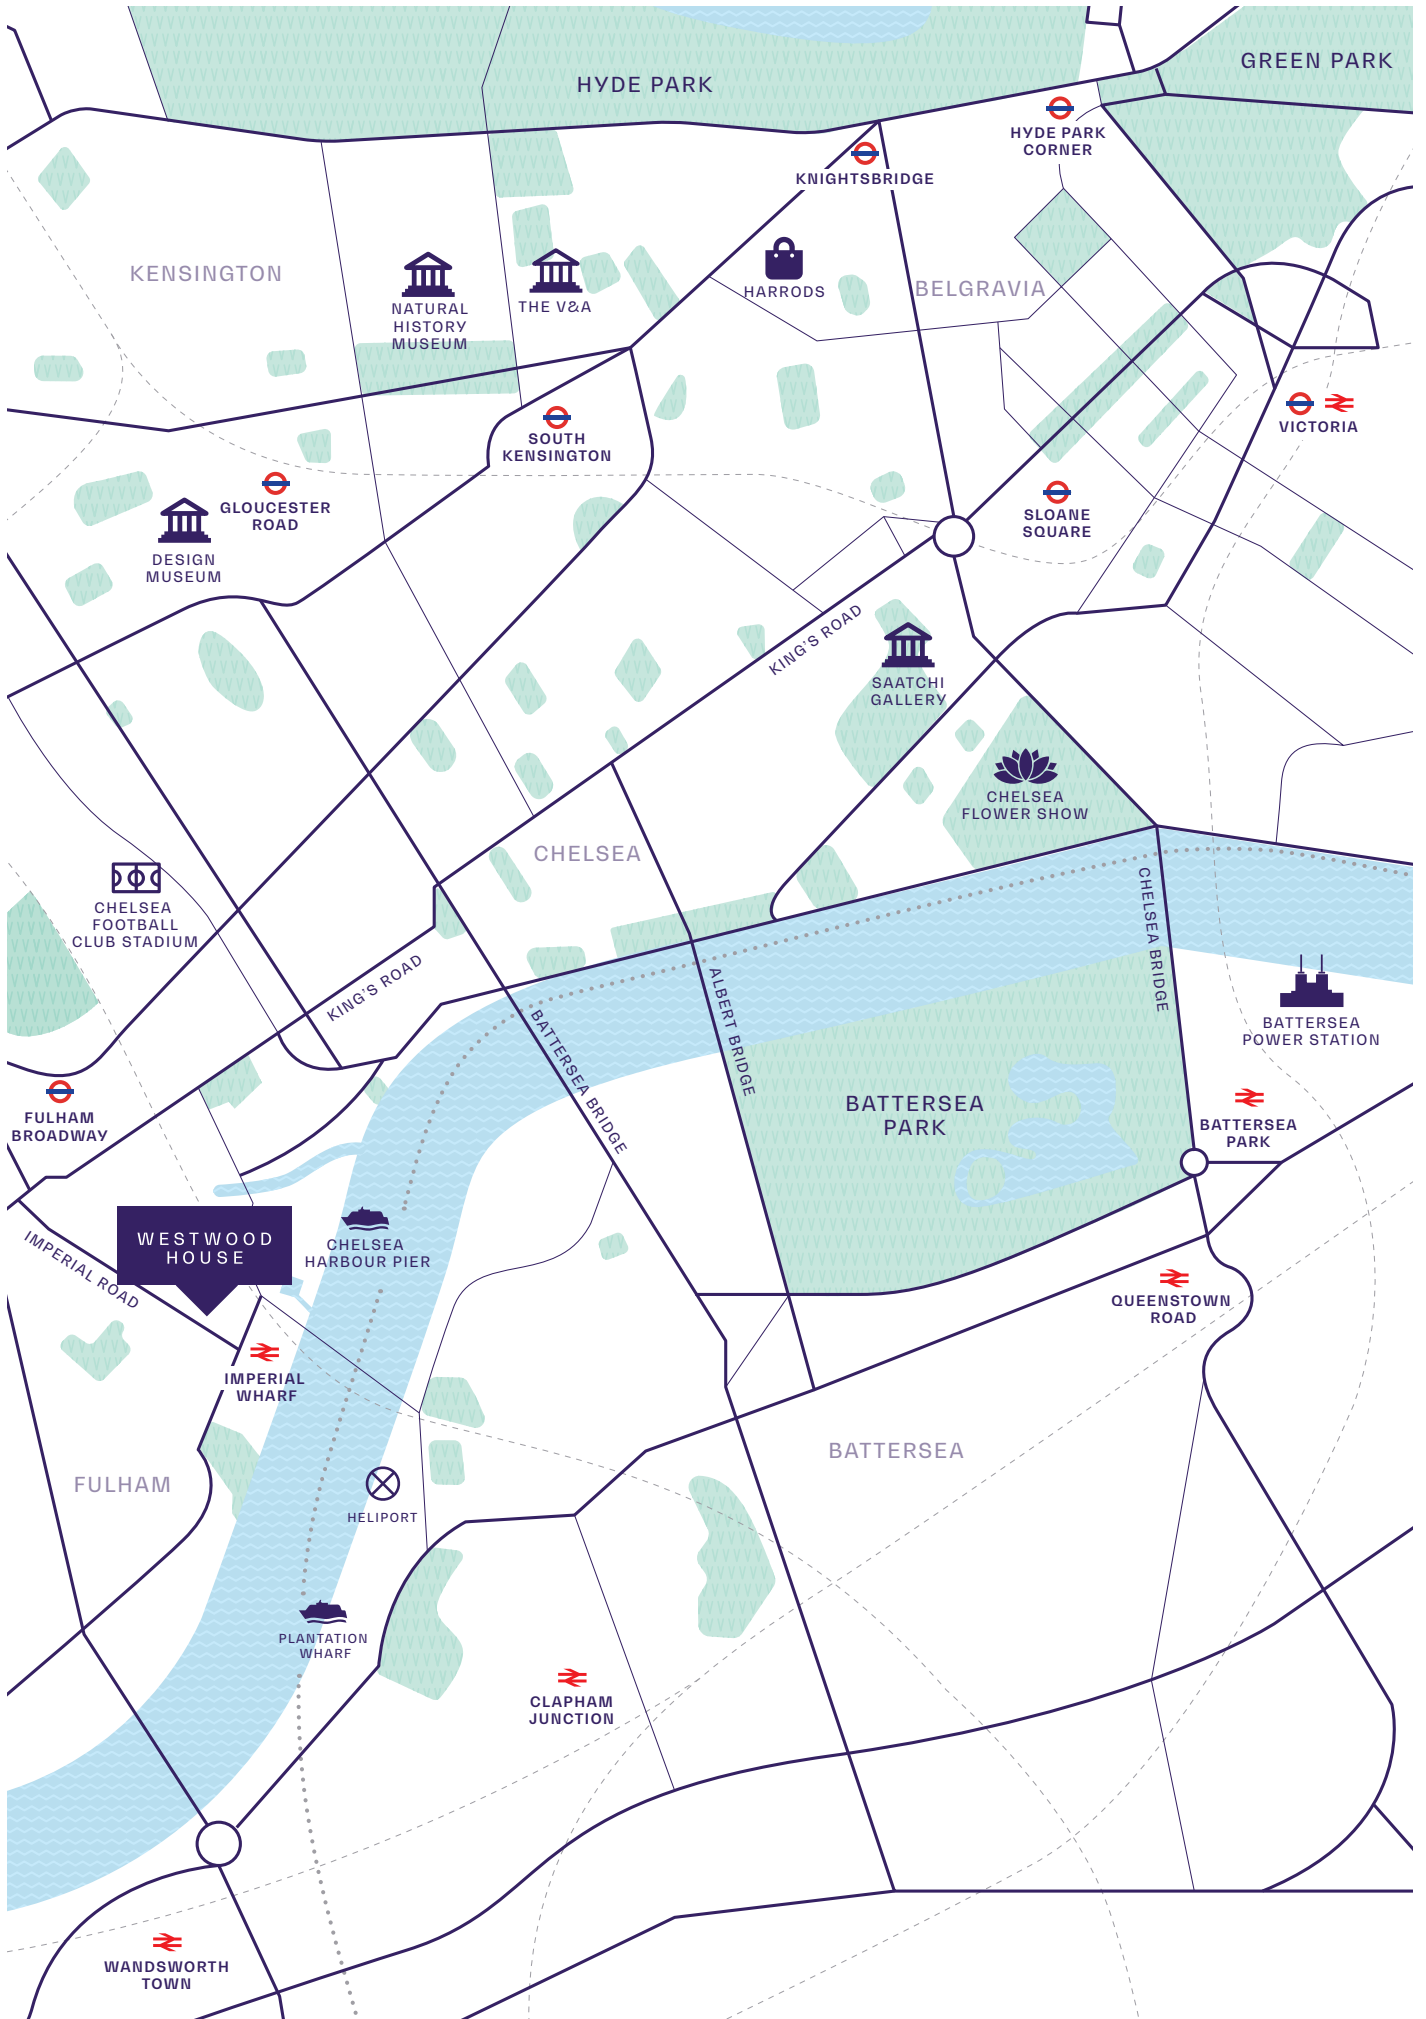 HYDE PARK
GREEN PARK
HYDE PARK
CORNER
KNIGHTSBRIDGE
KENSINGTON
NATURAL
HISTORY
MUSEUM
THE V&A
HARRODS
BELGRAVIA
VICTORIA
SOUTH
KENSINGTON
GLOUCESTER
ROAD
SLOANE
SQUARE
DESIGN
MUSEUM
KING'S ROAD
SAATCHI
GALLERY
CHELSEA
FLOWER SHOW
CHELSEA
CHELSEA
FOOTBALL
CLUB STADIUM
KING'S ROAD
BATTERSEA BRIDGE
ALBERT BRIDGE
CHELSEA BRIDGE
BATTERSEA
POWER STATION
FULHAM
BROADWAY
BATTERSEA
PARK
BATTERSEA
PARK
IMPERIAL ROAD
WESTWOOD
HOUSE
CHELSEA
HARBOUR PIER
QUEENSTOWN
ROAD
IMPERIAL
WHARF
FULHAM
BATTERSEA
HELIPORT
PLANTATION
WHARF
CLAPHAM
JUNCTION
WANDSWORTH
TOWN